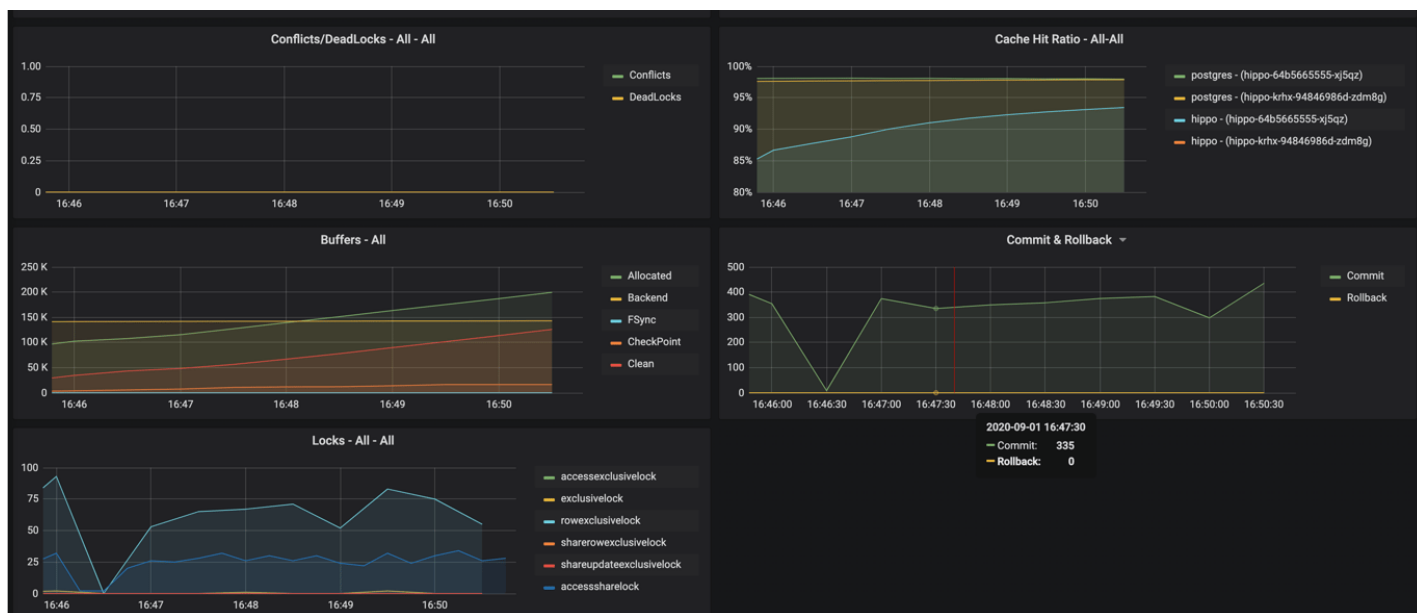 Conflicts/DeadLocks - All - All
1.00
0.75
0.50
0.25
0
16:46 16:47 16:48 16:49 16:50
Conflicts
DeadLocks
Cache Hit Ratio - All-All
100%
95%
90%
85%
80%
16:46 16:47 16:48 16:49 16:50
postgres - (hippo-64b5665555-xj5qz)
postgres - (hippo-krhx-94846986d-zdm8g)
hippo - (hippo-64b5665555-xj5qz)
hippo - (hippo-krhx-94846986d-zdm8g)
Buffers - All
250 K
200 K
150 K
100 K
50 K
0
16:46 16:47 16:48 16:49 16:50
Allocated
Backend
FSync
CheckPoint
Clean
Commit & Rollback
500
400
300
200
100
0
16:46:00 16:46:30 16:47:00 16:47:30 16:48:00 16:48:30 16:49:00 16:49:30 16:50:00 16:50:30
Commit
Rollback
2020-09-01 16:47:30
Commit: 335
Rollback: 0
Locks - All - All
100
75
50
25
0
16:46 16:47 16:48 16:49 16:50
accessexclusivelock
exclusivelock
rowexclusivelock
sharerowexclusivelock
shareupdateexclusivelock
accesssharelock